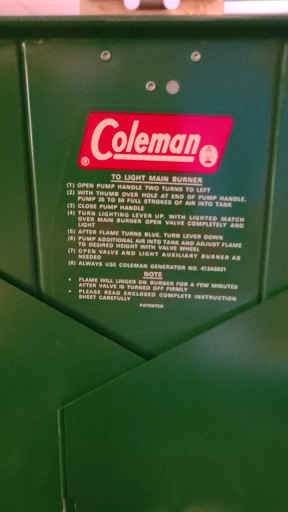 Coleman
®
TO LIGHT MAIN BURNER
(1) OPEN PUMP HANDLE TWO TURNS TO LEFT
(2) WITH THUMB OVER HOLE AT END OF PUMP HANDLE,
PUMP 25 TO 50 FULL STROKES OF AIR INTO TANK
(3) CLOSE PUMP HANDLE
(4) TURN LIGHTING LEVER UP. WITH LIGHTED MATCH
OVER MAIN BURNER OPEN VALVE COMPLETELY AND
LIGHT
(5) AFTER FLAME TURNS BLUE, TURN LEVER DOWN
(6) PUMP ADDITIONAL AIR INTO TANK AND ADJUST FLAME
TO DESIRED HEIGHT WITH VALVE WHEEL
(7) OPEN VALVE AND LIGHT AUXILIARY BURNER AS
NEEDED
(8) ALWAYS USE COLEMAN GENERATOR NO.
NOTE
• FLAME WILL LINGER ON BURNER FOR A FEW MINUTES
AFTER VALVE IS TURNED OFF FIRMLY
• PLEASE READ ENCLOSED COMPLETE INSTRUCTION
SHEET CAREFULLY
PATENTED